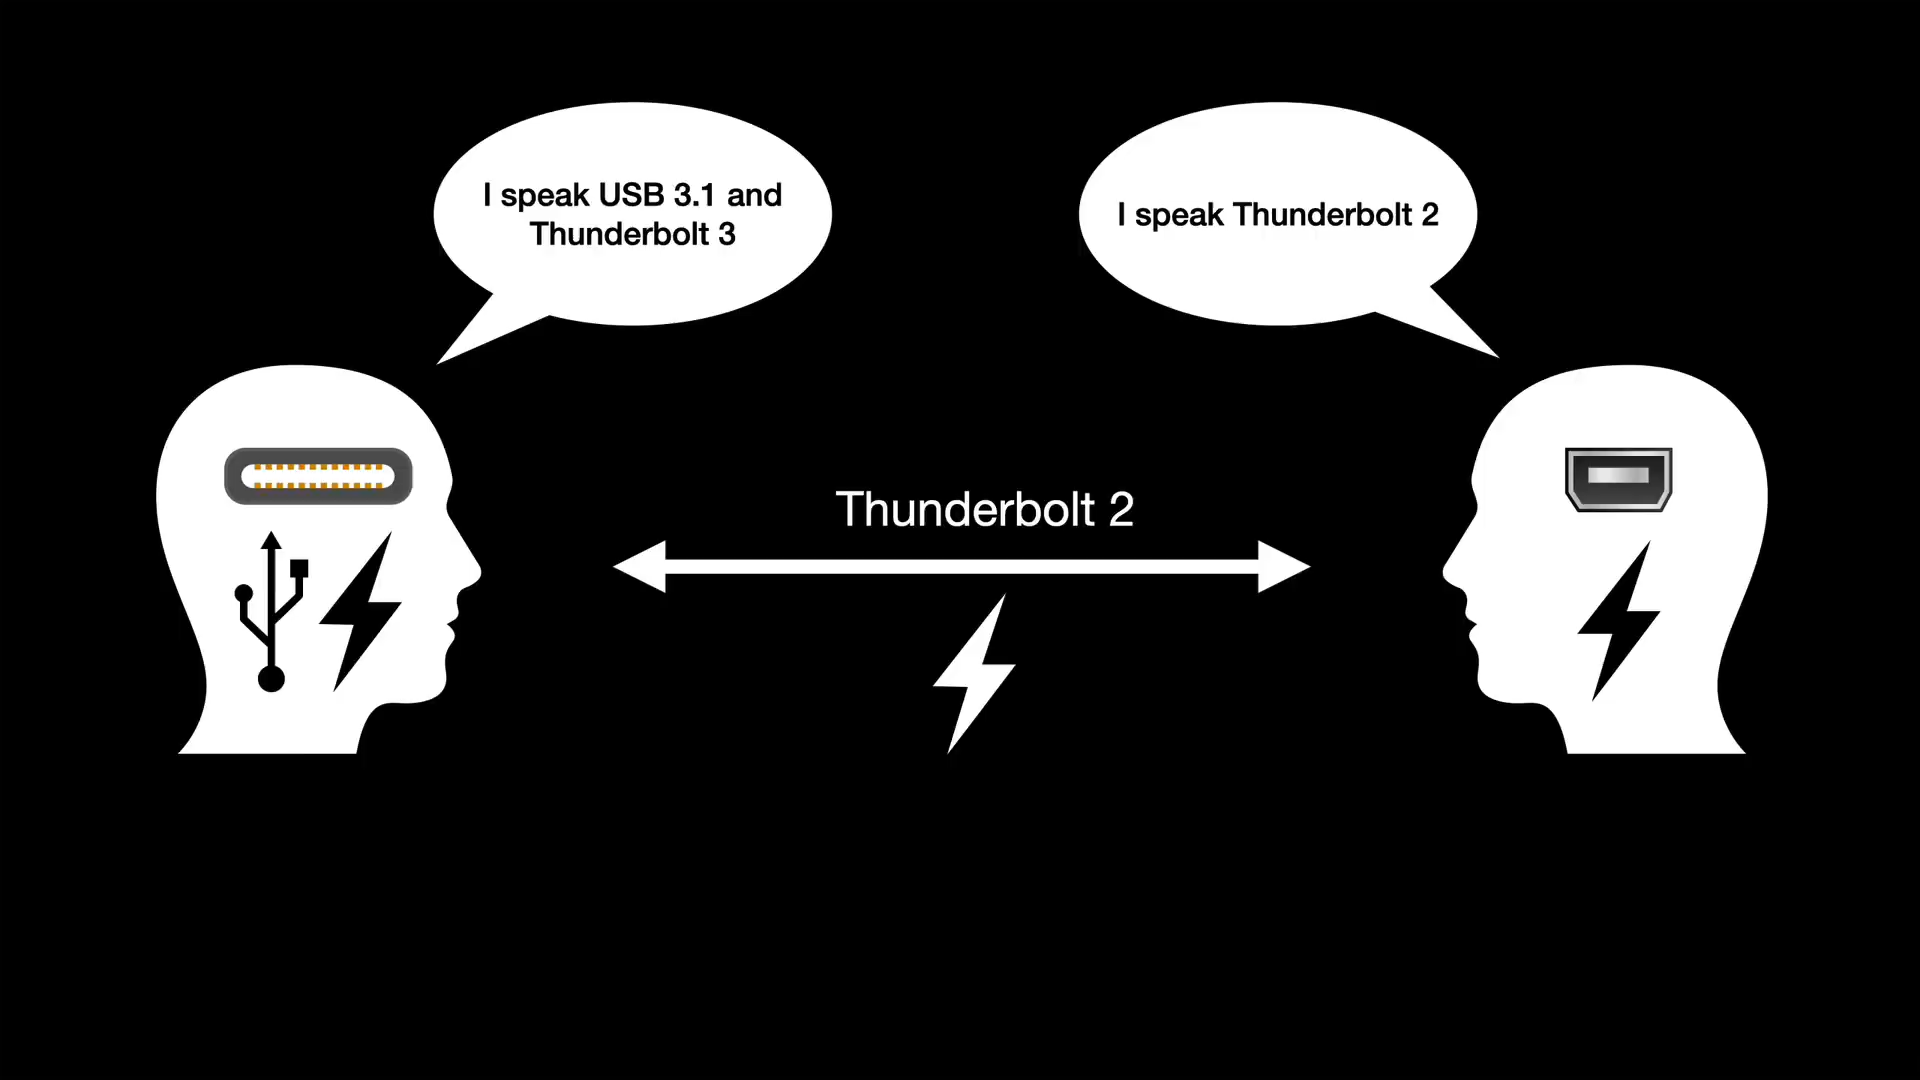 I speak USB 3.1 and
Thunderbolt 3
I speak Thunderbolt 2
Thunderbolt 2